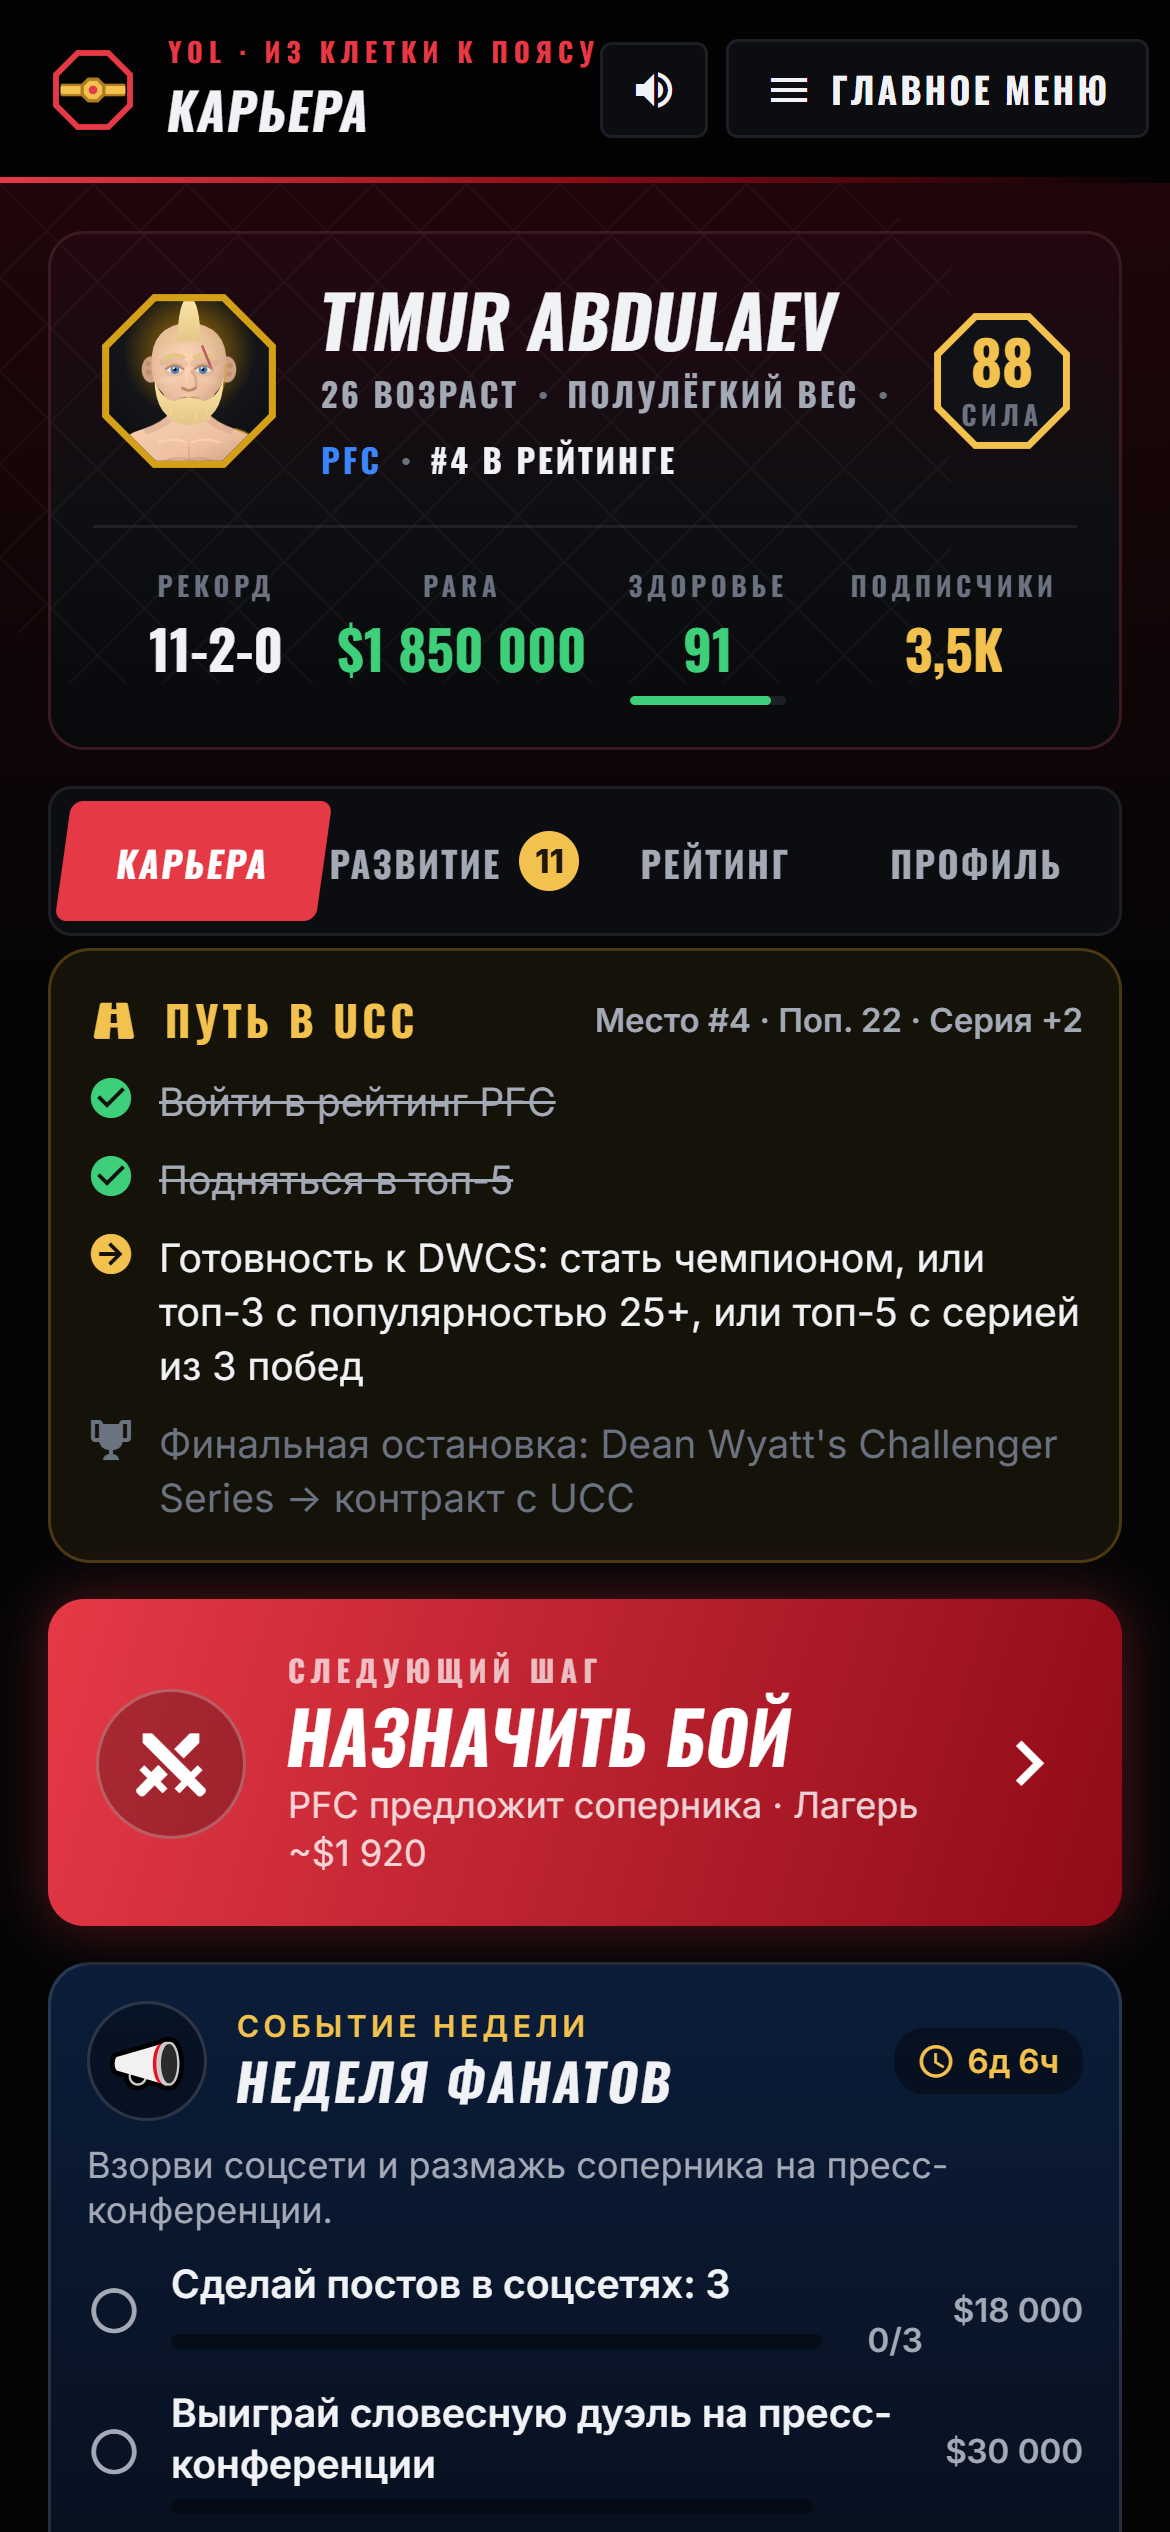 YOL · ИЗ КЛЕТКИ К ПОЯСУ
КАРЬЕРА
ГЛАВНОЕ МЕНЮ
TIMUR ABDULAEV
26 ВОЗРАСТ · ПОЛУЛЁГКИЙ ВЕС ·
PFC · #4 В РЕЙТИНГЕ
88
СИЛА
РЕКОРД
11-2-0
PARA
$1 850 000
ЗДОРОВЬЕ
91
ПОДПИСЧИКИ
3,5K
КАРЬЕРА
РАЗВИТИЕ 11
РЕЙТИНГ
ПРОФИЛЬ
ПУТЬ В UCC
Место #4 · Поп. 22 · Серия +2
Войти в рейтинг PFC
Подняться в топ-5
Готовность к DWCS: стать чемпионом, или
топ-3 с популярностью 25+, или топ-5 с серией
из 3 побед
Финальная остановка: Dean Wyatt's Challenger
Series → контракт с UCC
СЛЕДУЮЩИЙ ШАГ
НАЗНАЧИТЬ БОЙ
PFC предложит соперника · Лагерь
~$1 920
СОБЫТИЕ НЕДЕЛИ
НЕДЕЛЯ ФАНАТОВ
6д 6ч
Взорви соцсети и размажь соперника на пресс-
конференции.
Сделай постов в соцсетях: 3
0/3
$18 000
Выиграй словесную дуэль на пресс-
конференции
$30 000